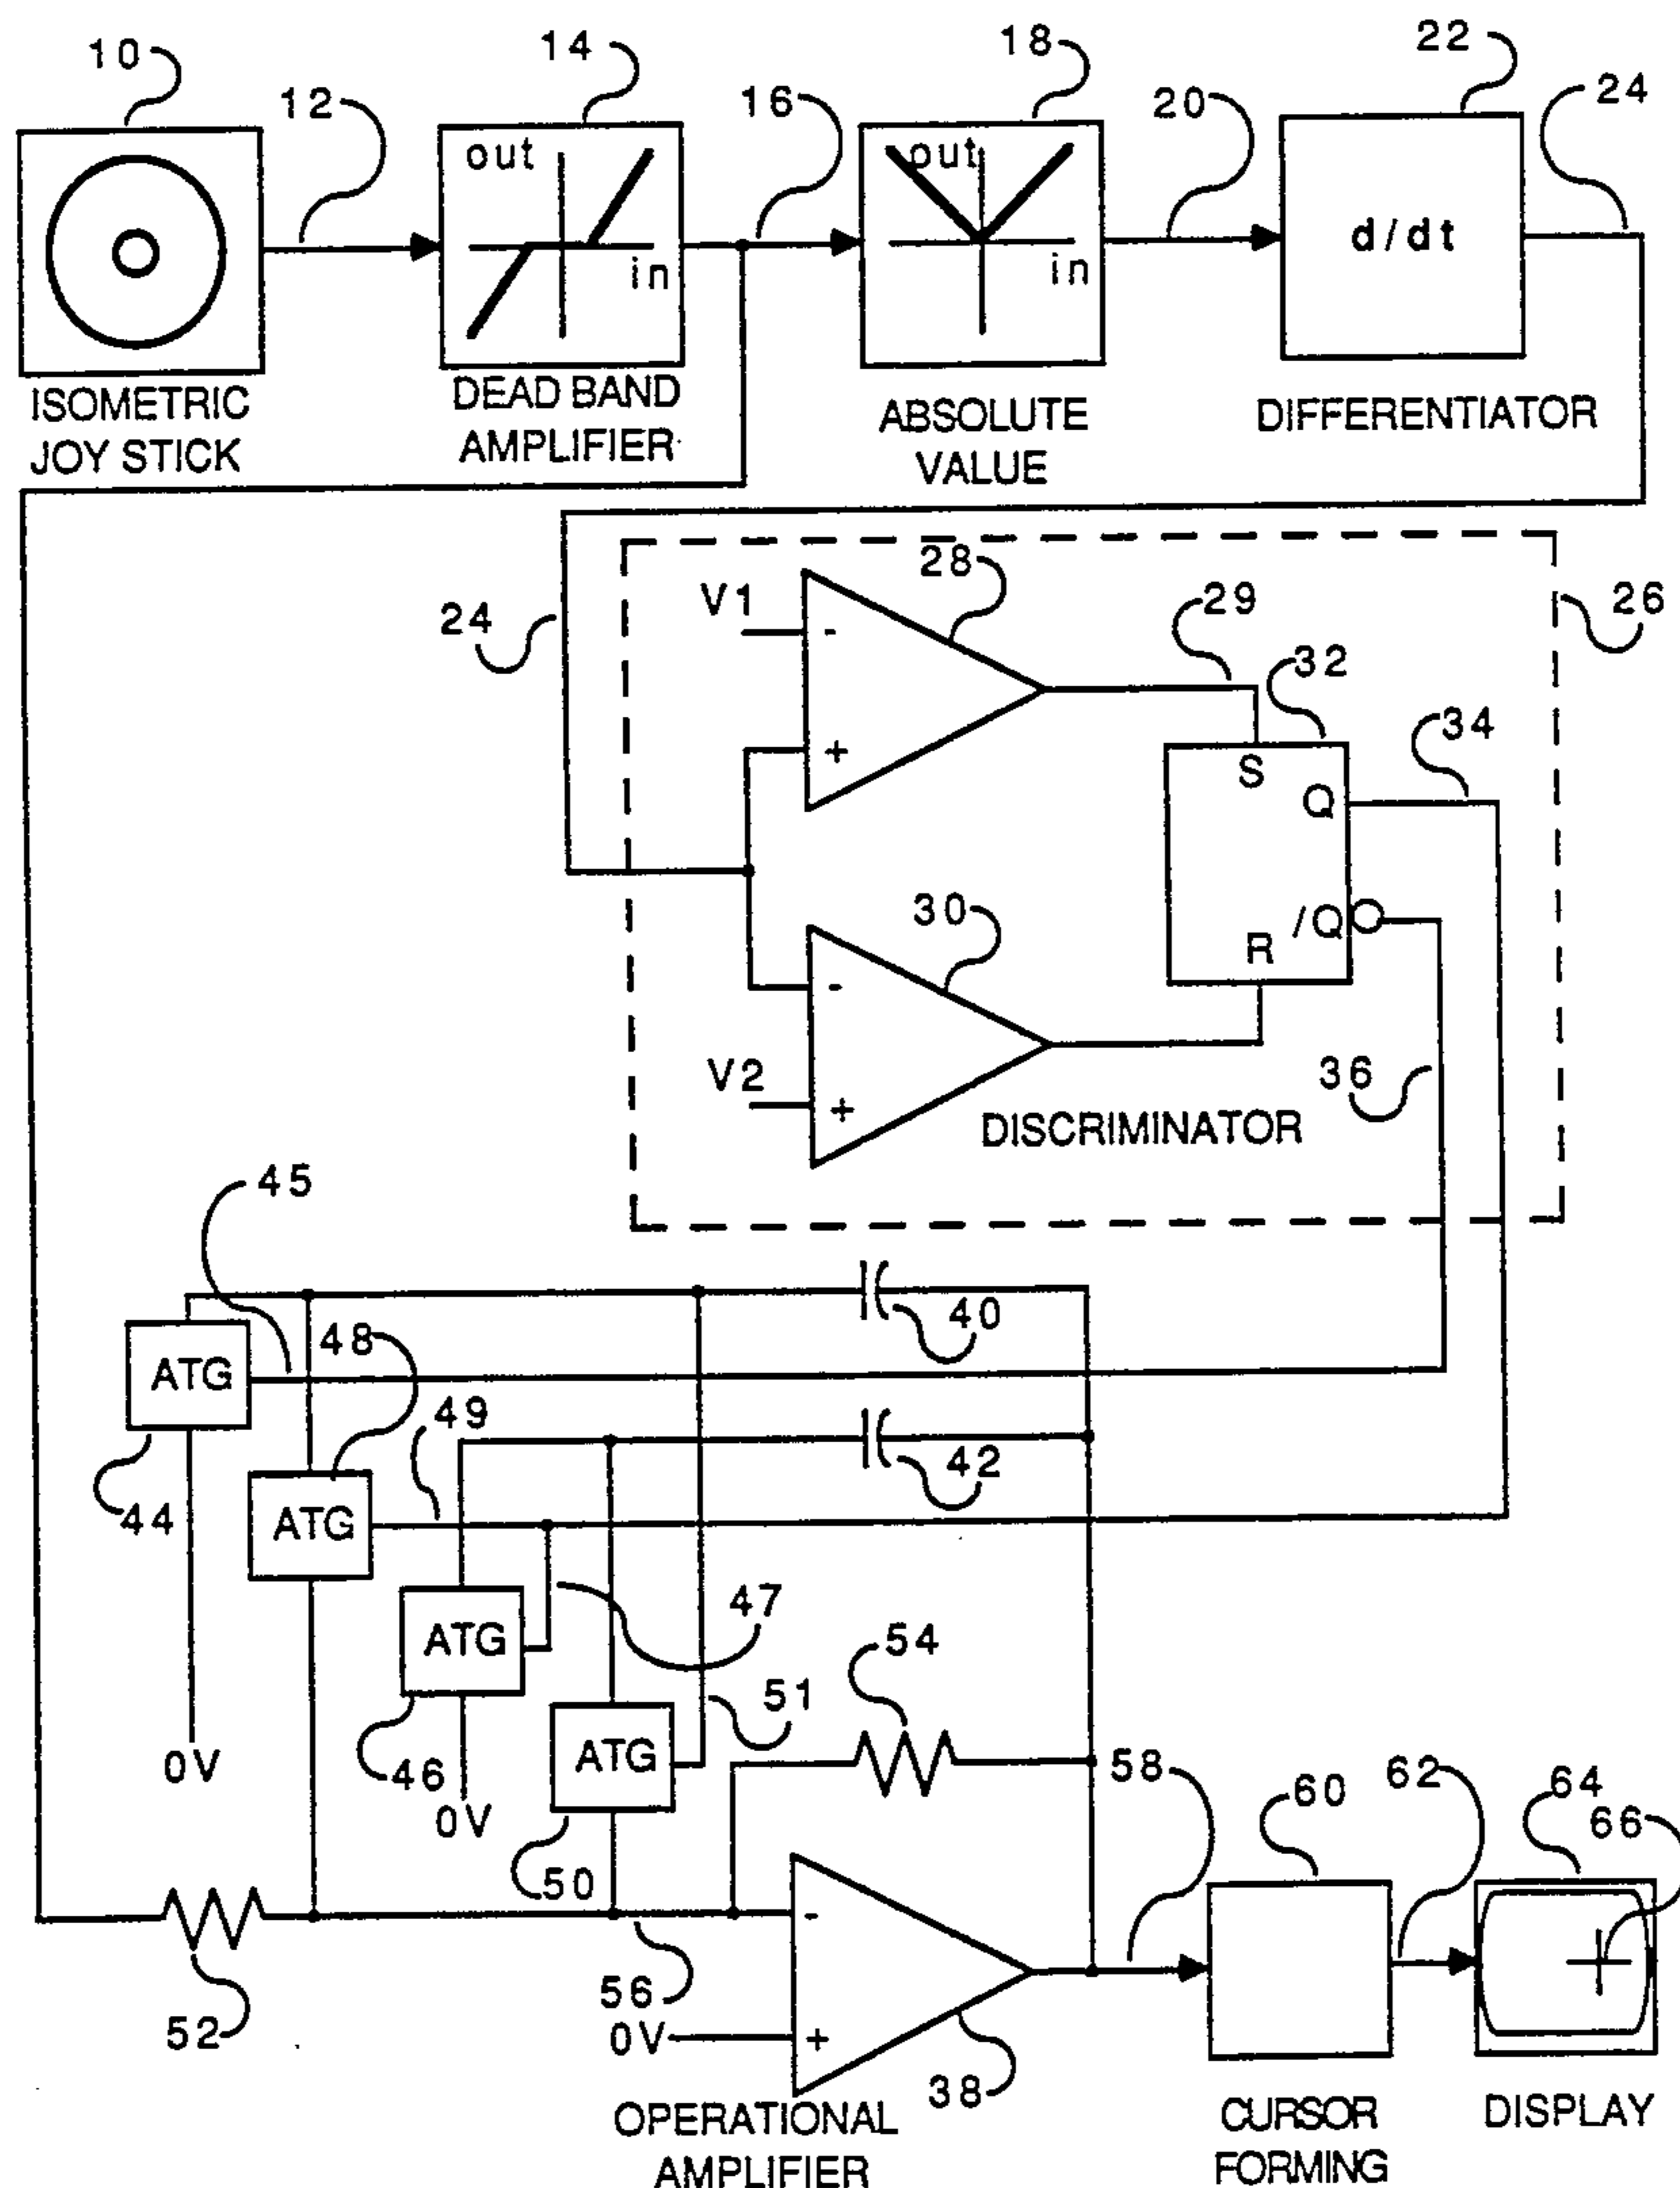 10
12
14
16
18
20
22
24
out
in
out
in
d/dt
ISOMETRIC
JOY STICK
DEAD BAND
AMPLIFIER
ABSOLUTE
VALUE
DIFFERENTIATOR
24
V1
-
+
28
29
26
32
S
Q
34
/Q
R
30
-
V2
+
36
DISCRIMINATOR
45
40
ATG
48
44
49
42
ATG
47
ATG
46
0V
0V
51
ATG
50
54
58
60
62
64
66
52
56
-
0V
+
38
OPERATIONAL
AMPLIFIER
CURSOR
FORMING
DISPLAY